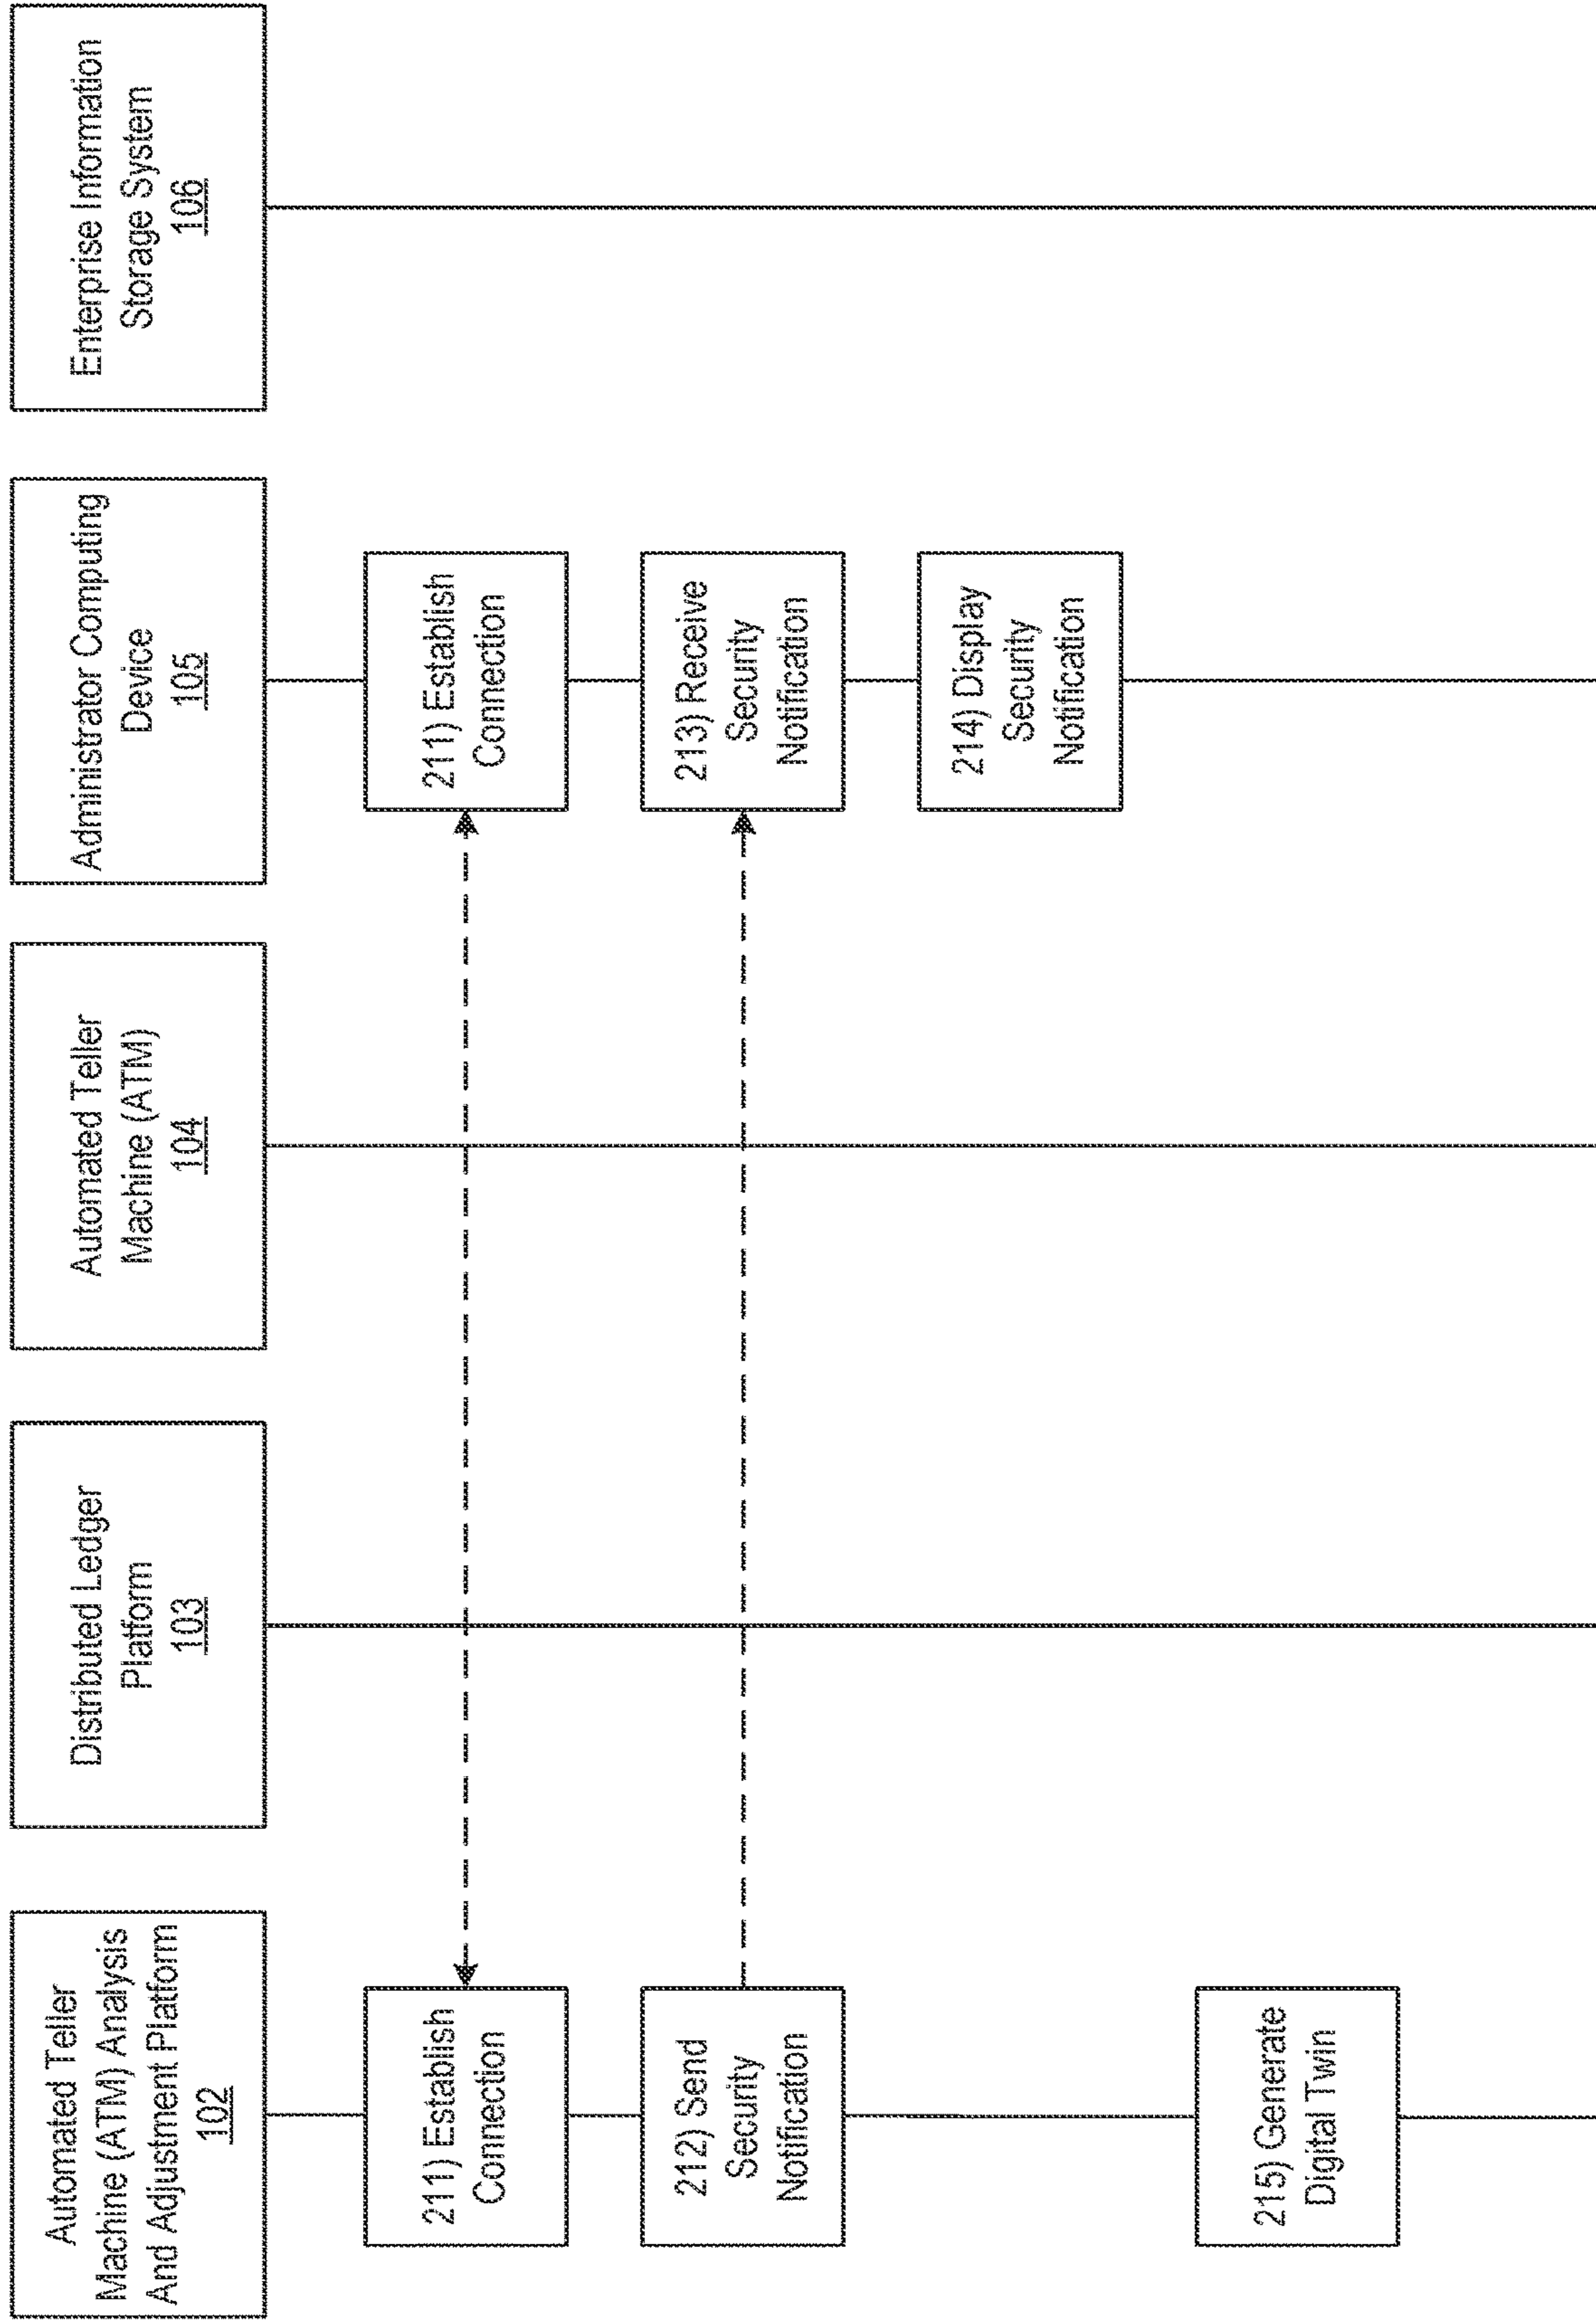 Automated Teller
Machine (ATM) Analysis
And Adjustment Platform
102
Distributed Ledger
Platform
103
Automated Teller
Machine (ATM)
104
Administrator Computing
Device
105
Enterprise Information
Storage System
106
211) Establish
Connection
211) Establish
Connection
212) Send
Security
Notification
213) Receive
Security
Notification
214) Display
Security
Notification
215) Generate
Digital Twin